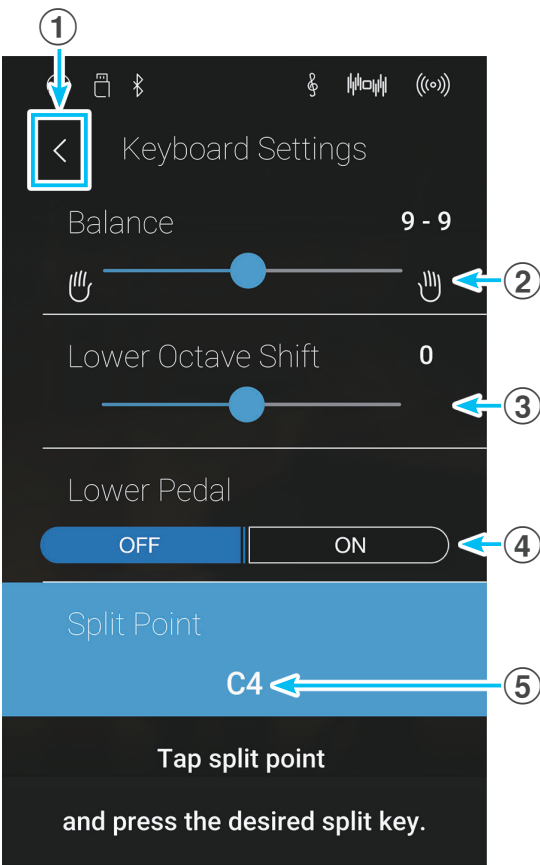 ①
Keyboard Settings
Balance 9 - 9
②
Lower Octave Shift 0
③
Lower Pedal
OFF ON
④
Split Point
C4
⑤
Tap split point
and press the desired split key.